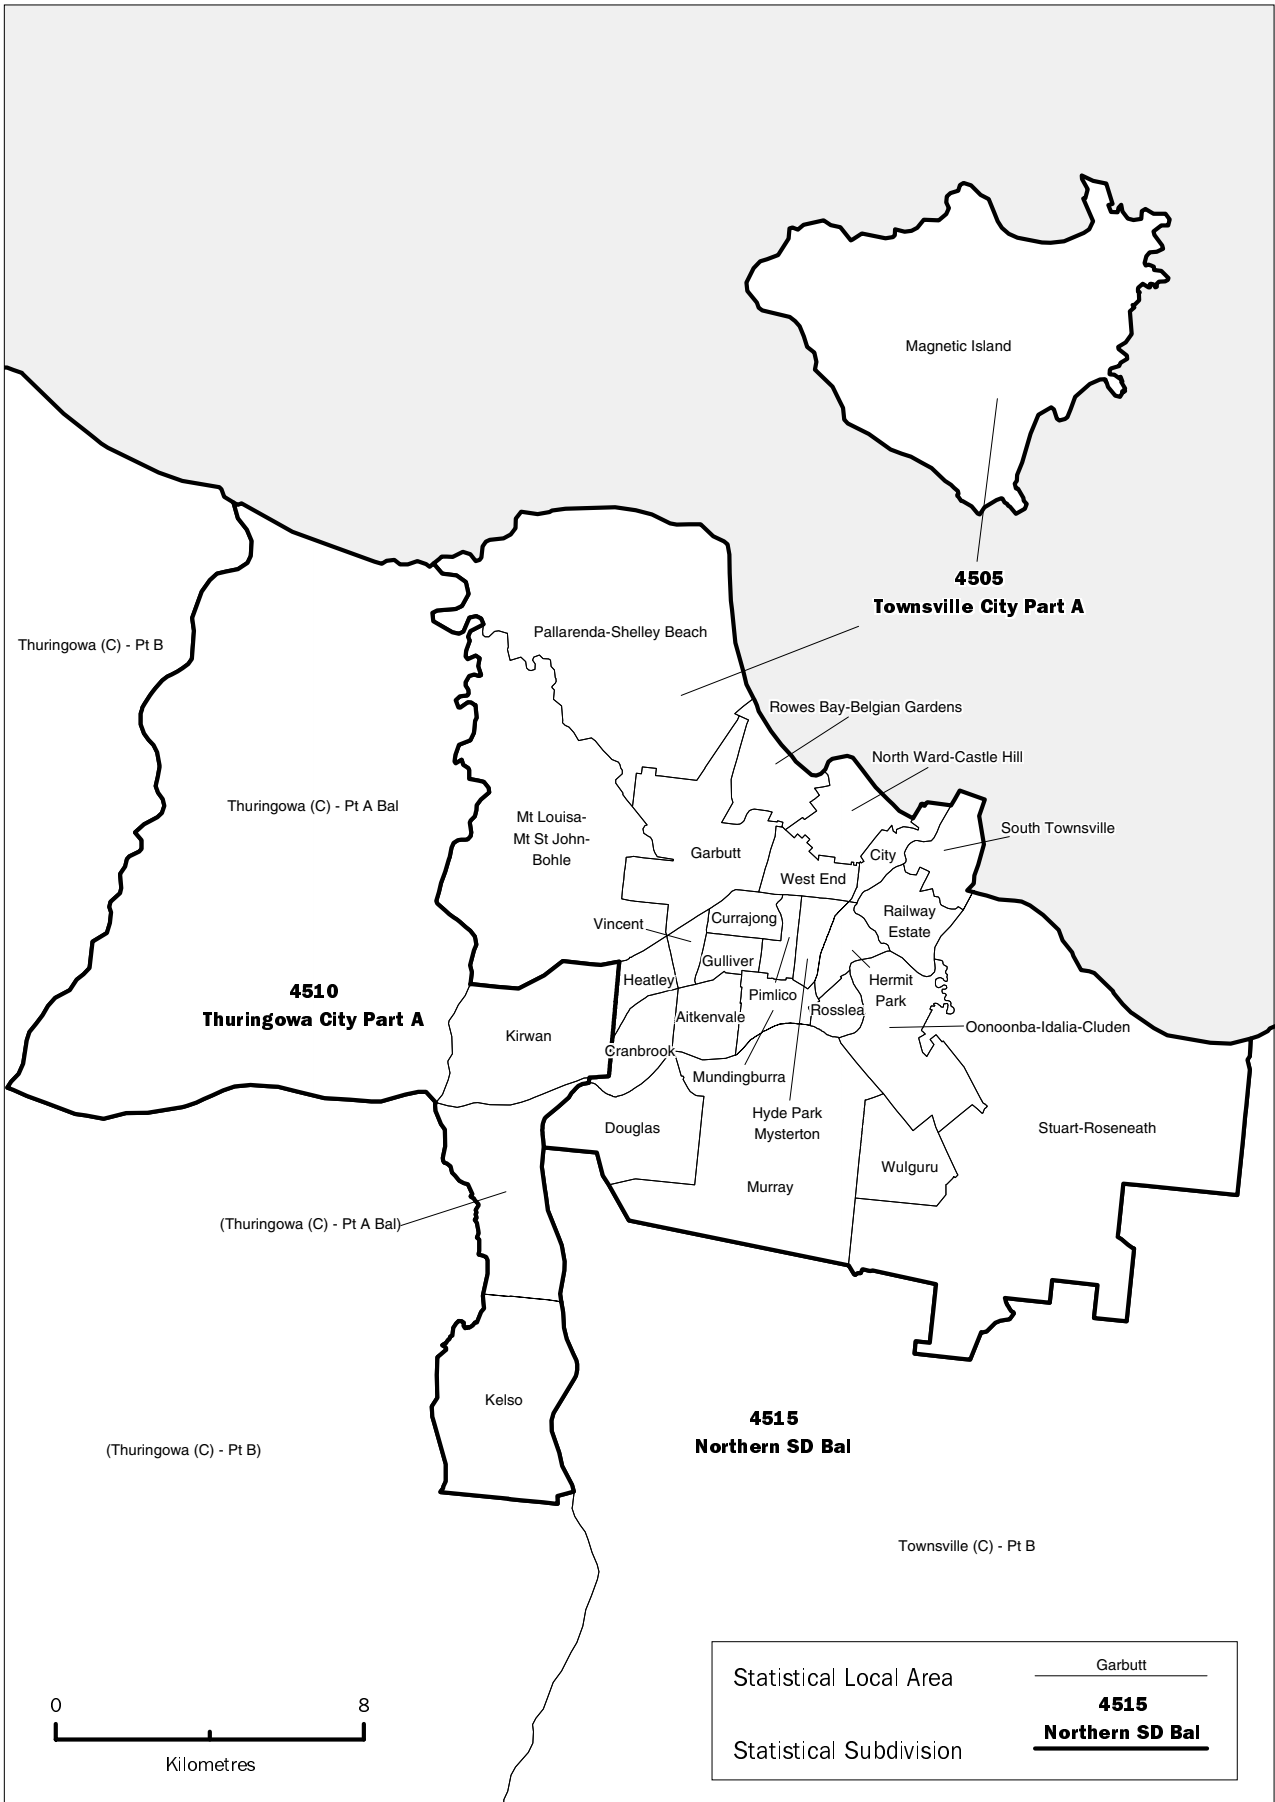 Magnetic Island
4505
Townsville City Part A
Thuringowa (C) - Pt B
Pallarenda-Shelley Beach
Rowes Bay-Belgian Gardens
North Ward-Castle Hill
Thuringowa (C) - Pt A Bal
Mt Louisa-
Mt St John-
Bohle
South Townsville
Garbutt
City
West End
Railway
Estate
Vincent
Currajong
Gulliver
Heatley
Hermit
Park
Pimlico
4510
Thuringowa City Part A
Rosslea
Aitkenvale
Oonoonba-Idalia-Cluden
Kirwan
Cranbrook
Mundingburra
Hyde Park
Mysterton
Douglas
Stuart-Roseneath
Wulguru
Murray
(Thuringowa (C) - Pt A Bal)
Kelso
4515
Northern SD Bal
(Thuringowa (C) - Pt B)
Townsville (C) - Pt B
0 8
Kilometres
Statistical Local Area
Garbutt
4515
Northern SD Bal
Statistical Subdivision